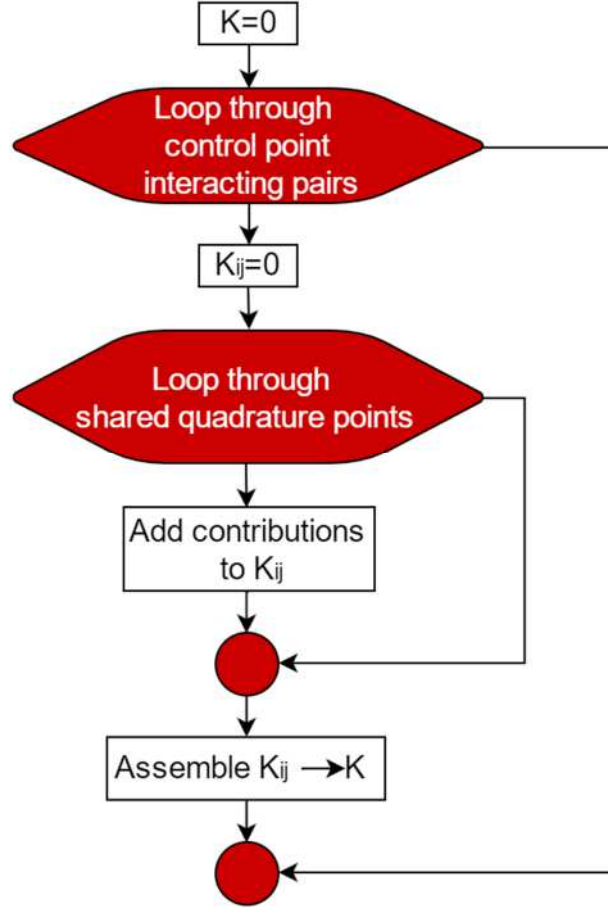 K=0
Loop through
control point
interacting pairs
Kij=0
Loop through
shared quadrature points
Add contributions
to Kij
Assemble Kij →K